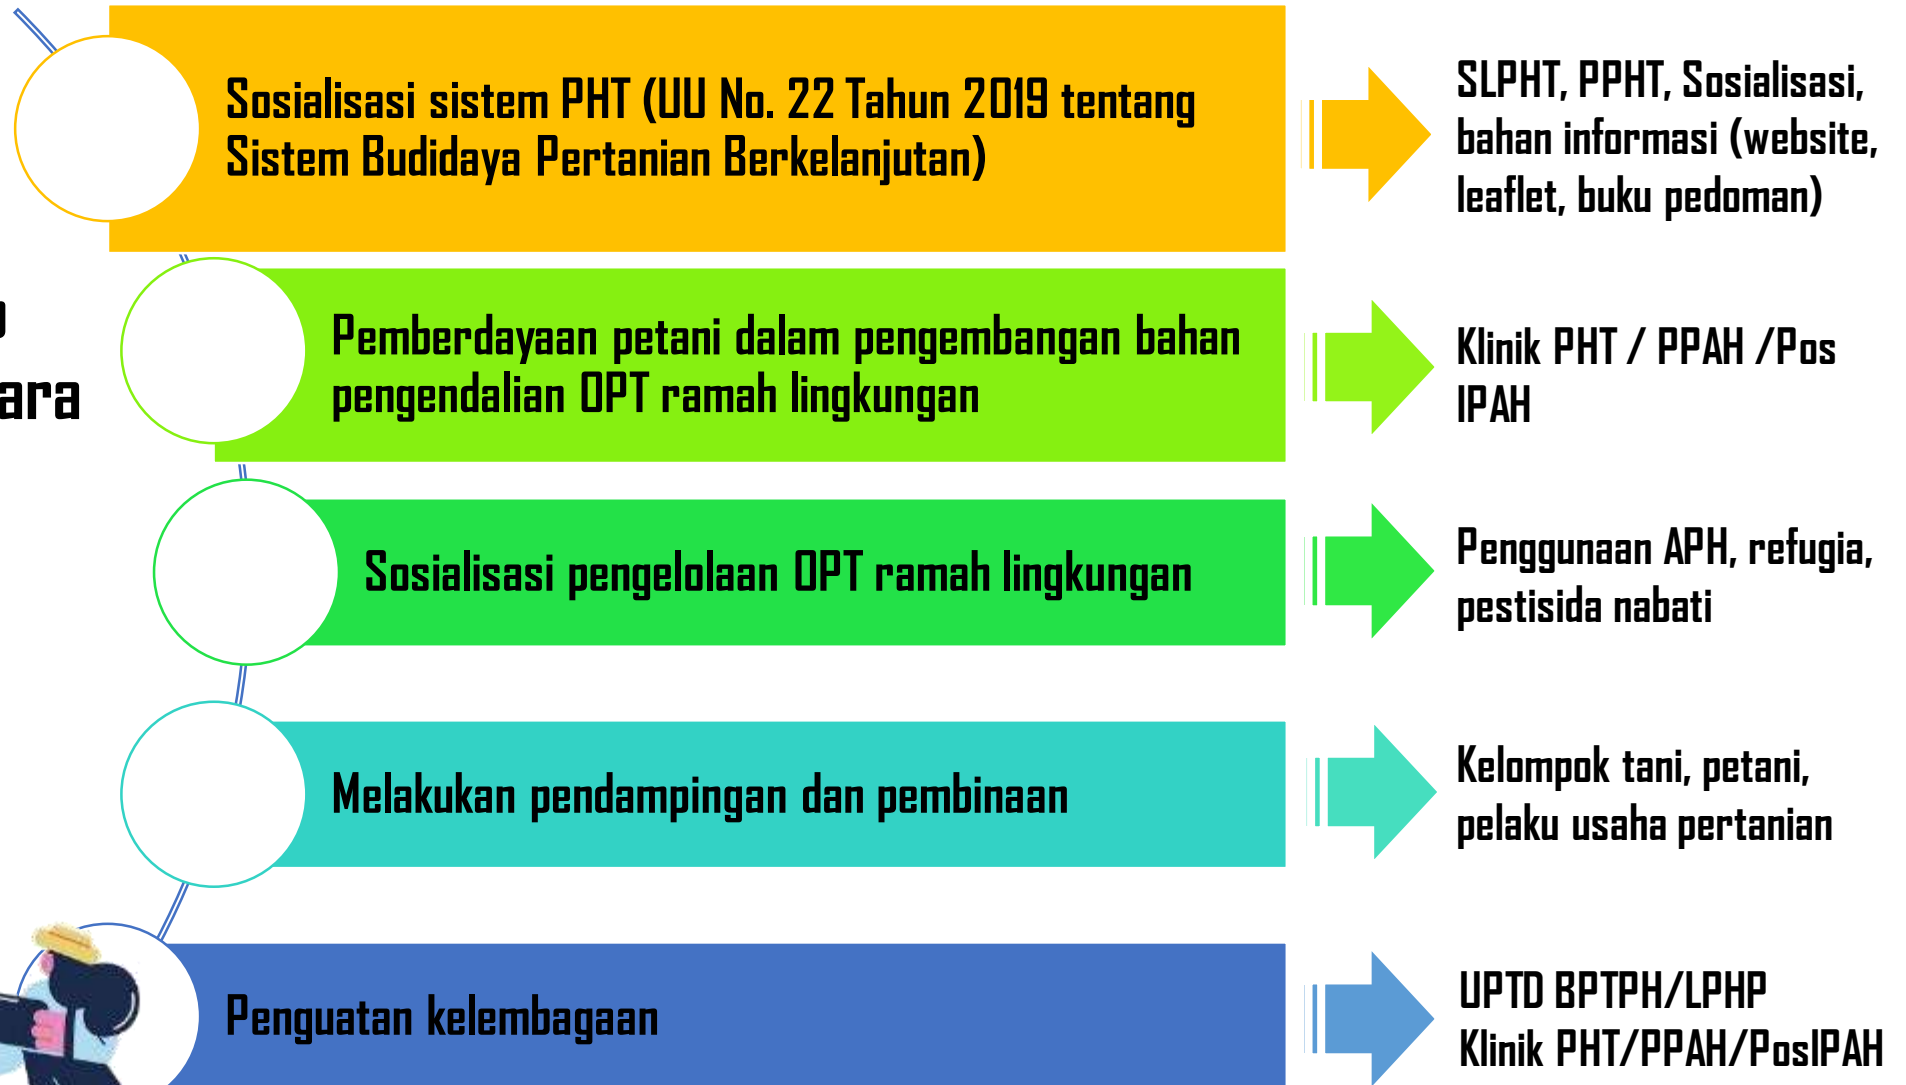 Sosialisasi sistem PHT (UU No. 22 Tahun 2019 tentang
Sistem Budidaya Pertanian Berkelanjutan)
SLPHT, PPHT, Sosialisasi,
bahan informasi (website,
leaflet, buku pedoman)
ara
Pemberdayaan petani dalam pengembangan bahan
pengendalian OPT ramah lingkungan
Klinik PHT / PPAH /Pos
IPAH
Sosialisasi pengelolaan OPT ramah lingkungan
Penggunaan APH, refugia,
pestisida nabati
Melakukan pendampingan dan pembinaan
Kelompok tani, petani,
pelaku usaha pertanian
Penguatan kelembagaan
UPTD BPTPH/LPHP
Klinik PHT/PPAH/PosIPAH